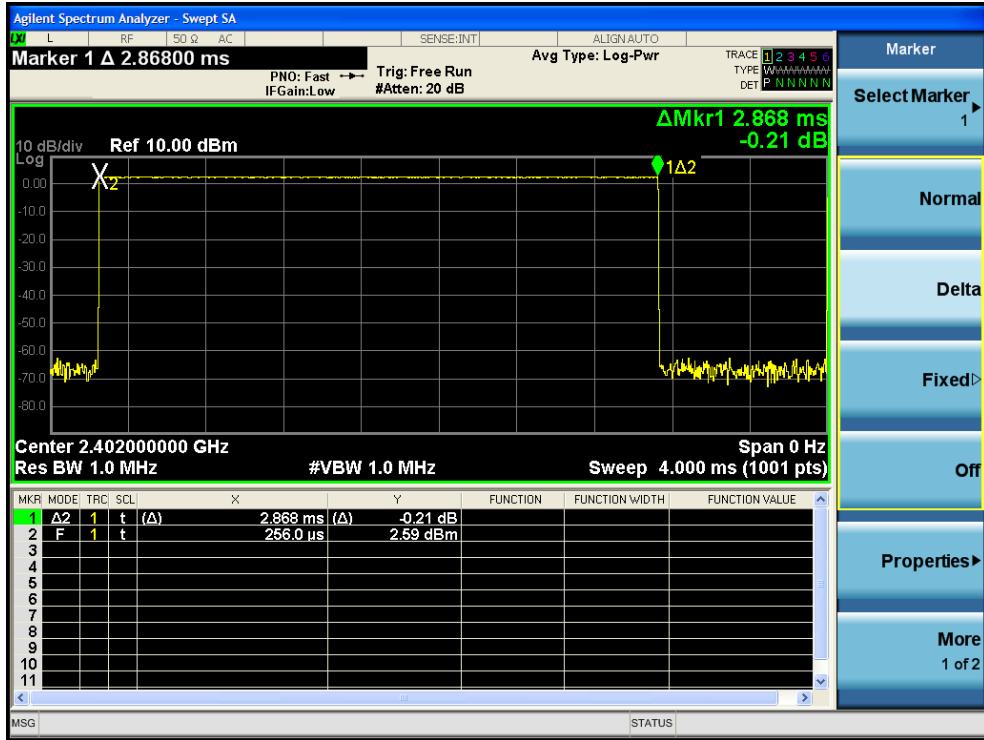 Agilent Spectrum Analyzer - Swept SA
LXI L RF 50 Ω AC SENSE:INT ALIGN AUTO
Marker 1 Δ 2.86800 ms
PNO: Fast
IFGain:Low
Trig: Free Run
#Atten: 20 dB
Avg Type: Log-Pwr
TRACE 1 2 3 4 5 6
TYPE
DET P N N N N N
ΔMkr1 2.868 ms
-0.21 dB
10 dB/div Ref 10.00 dBm
Log
0.00
-10.0
-20.0
-30.0
-40.0
-50.0
-60.0
-70.0
-80.0
X2
1Δ2
Center 2.402000000 GHz Span 0 Hz
Res BW 1.0 MHz #VBW 1.0 MHz Sweep 4.000 ms (1001 pts)
MKR MODE TRC SCL X Y FUNCTION FUNCTION WIDTH FUNCTION VALUE
1 Δ2 1 t (Δ) 2.868 ms (Δ) -0.21 dB
2 F 1 t 256.0 µs 2.59 dBm
3
4
5
6
7
8
9
10
11
MSG STATUS
Marker
Select Marker
1
Normal
Delta
Fixed
Off
Properties
More
1 of 2